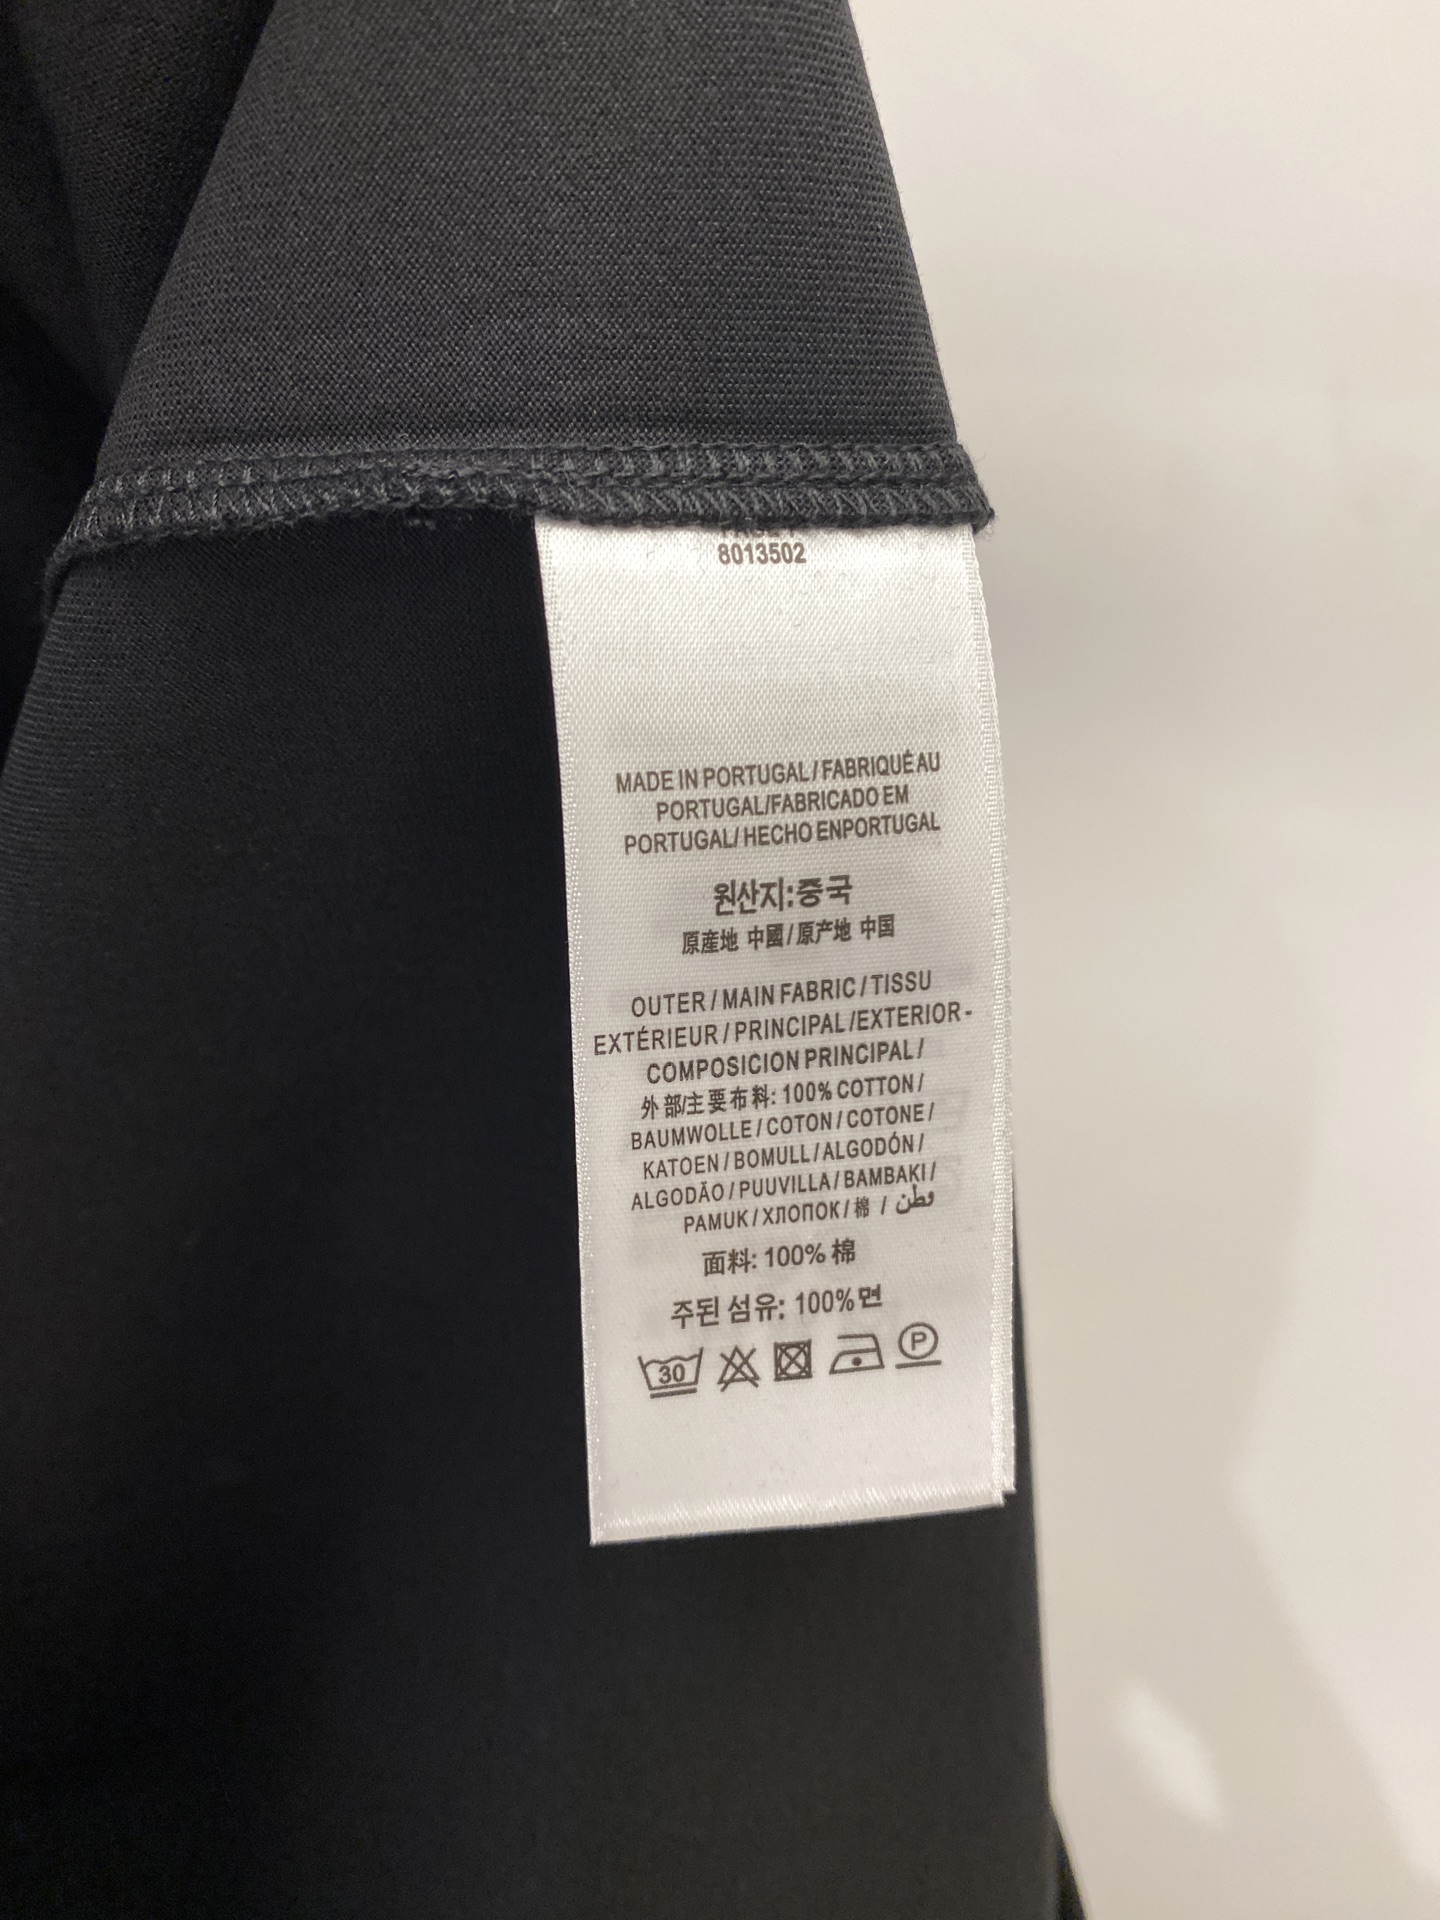 8013502
MADE IN PORTUGAL / FABRIQUÉ AU
PORTUGAL/FABRICADO EM
PORTUGAL/ HECHO ENPORTUGAL
원산지:중국
原産地 中國/原产地 中国
OUTER / MAIN FABRIC / TISSU
EXTÉRIEUR / PRINCIPAL /EXTERIOR-
COMPOSICION PRINCIPAL /
外部/主要布料: 100% COTTON /
BAUMWOLLE / COTON / COTONE /
KATOEN / BOMULL / ALGODÓN /
ALGODÃO / PUUVILLA / BAMBAKI /
PAMUK / ХЛОПОК / 棉 / قطن
面料: 100% 棉
주된 섬유: 100% 면
30
P